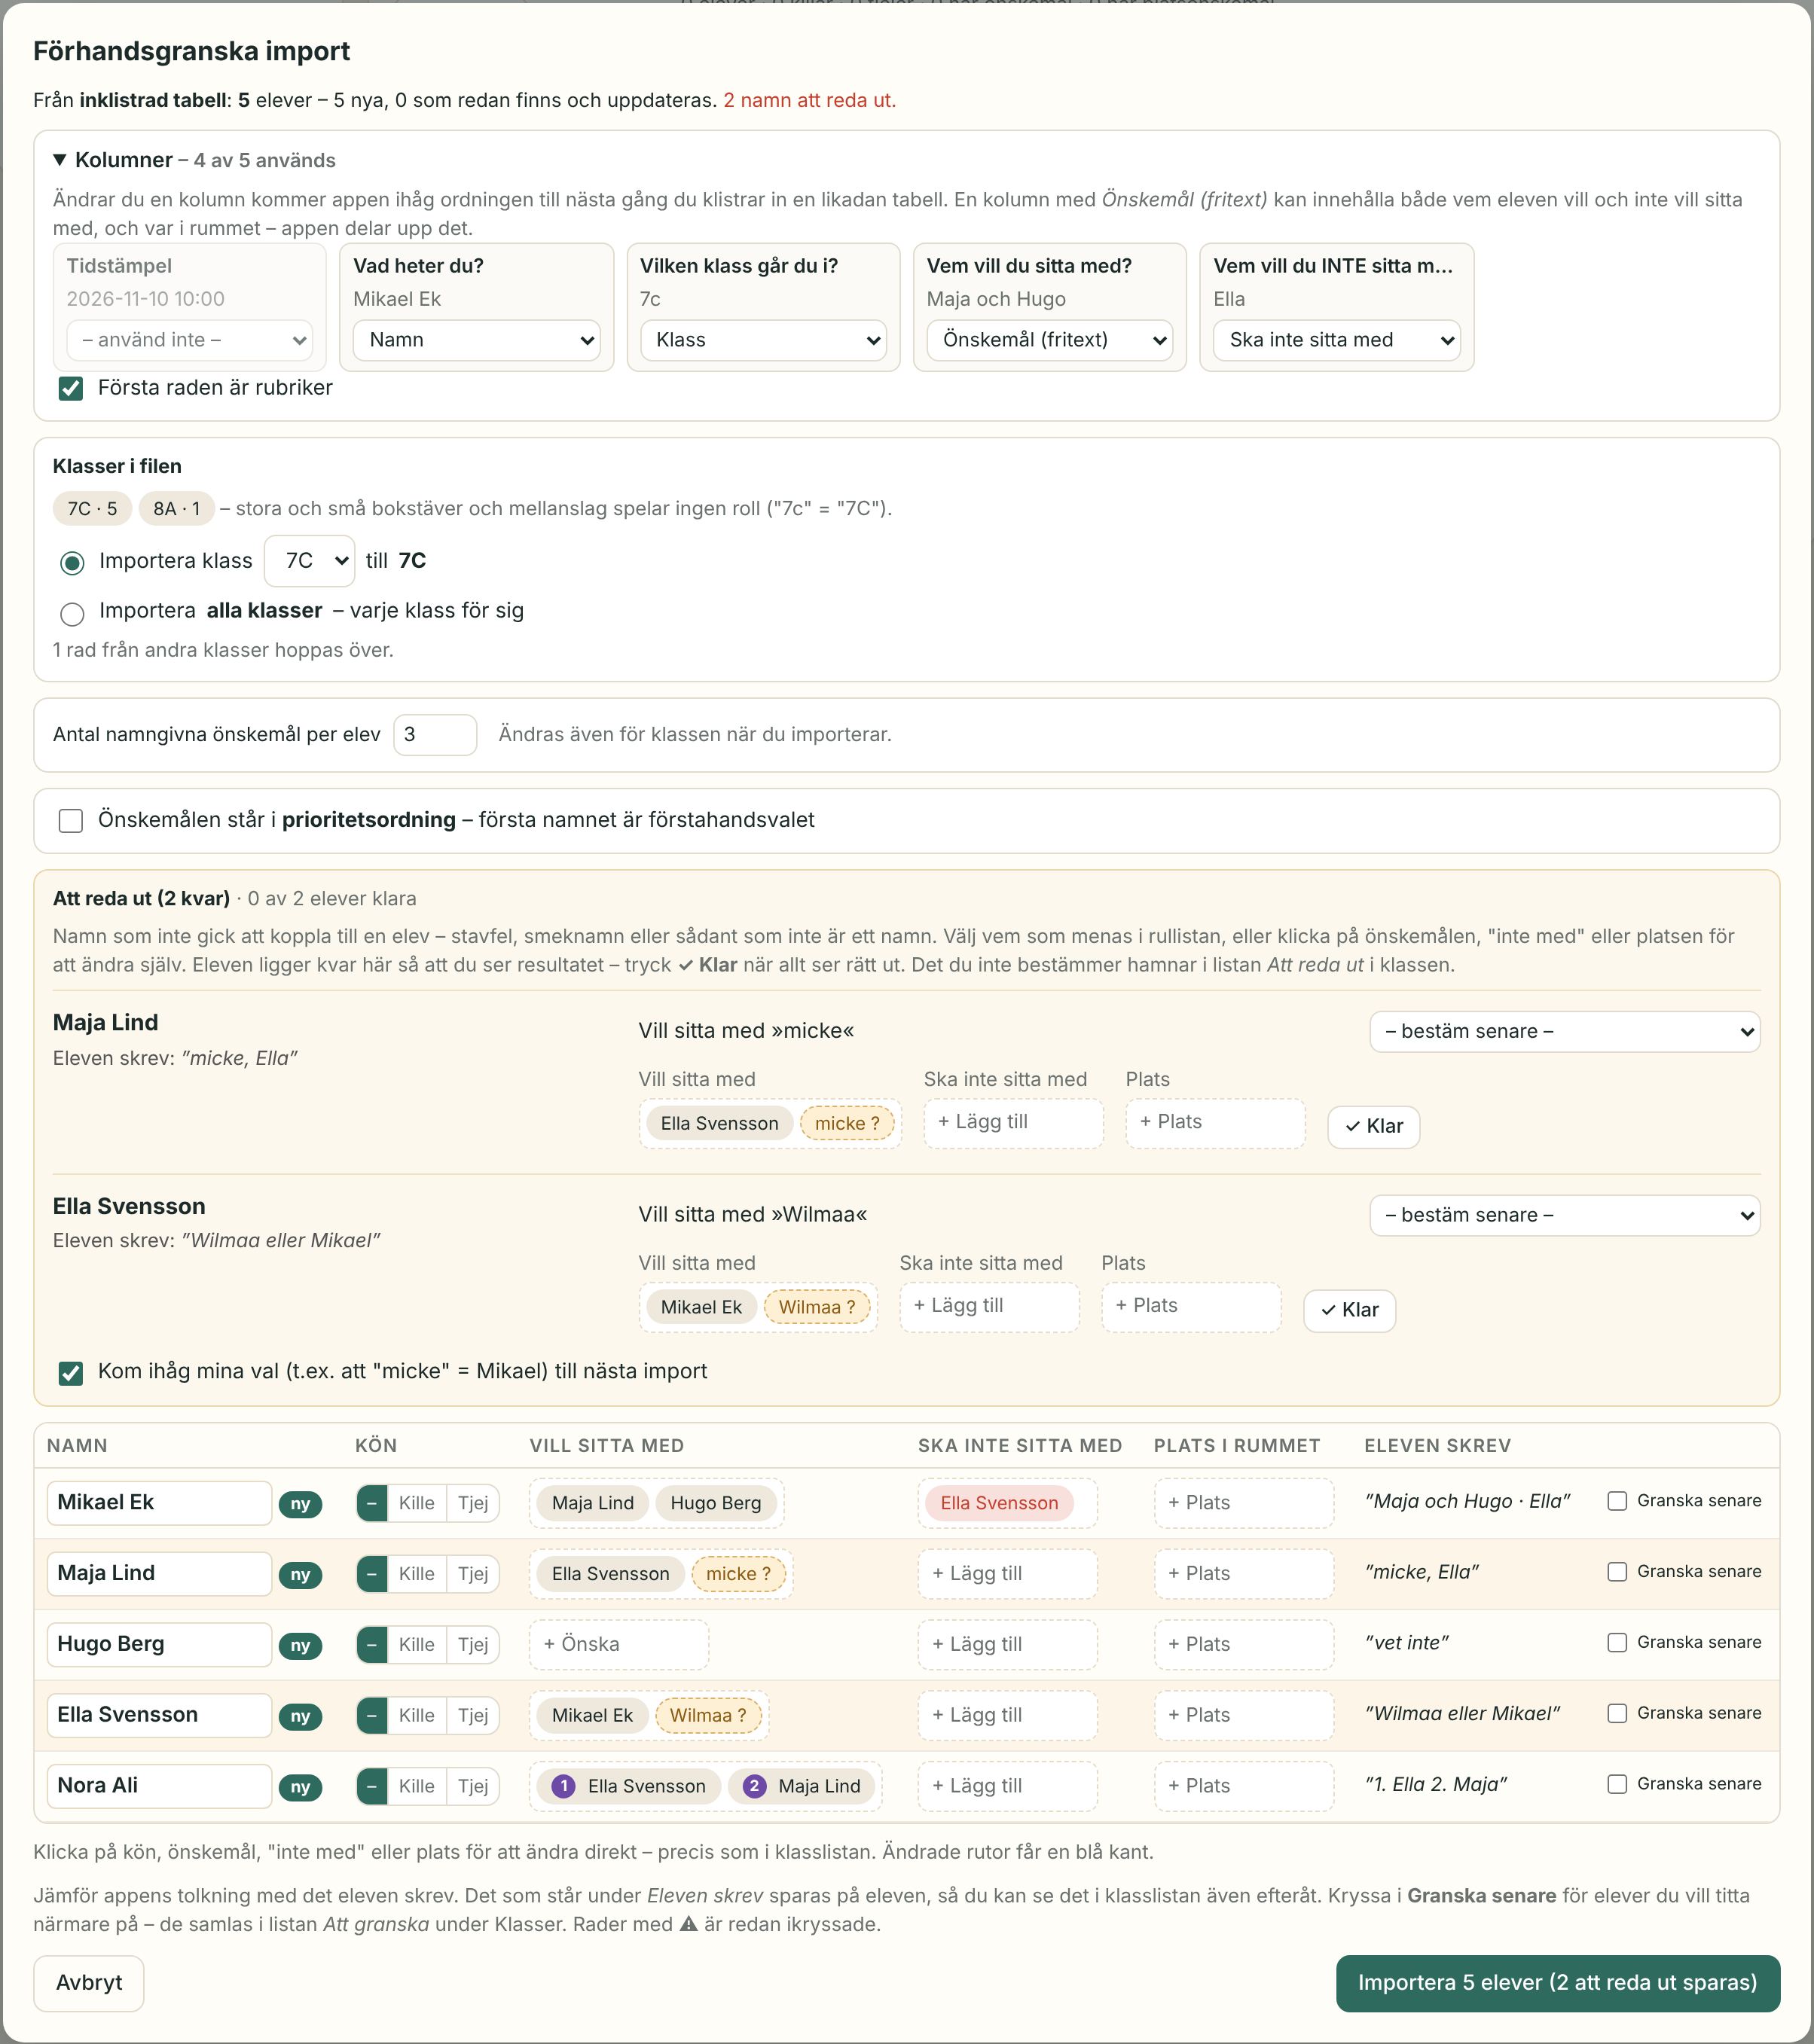 Förhandsgranska import
Från inklistrad tabell: 5 elever – 5 nya, 0 som redan finns och uppdateras. 2 namn att reda ut.
▼ Kolumner – 4 av 5 används
Ändrar du en kolumn kommer appen ihåg ordningen till nästa gång du klistrar in en likadan tabell. En kolumn med Önskemål (fritext) kan innehålla både vem eleven vill och inte vill sitta
med, och var i rummet – appen delar upp det.
Tidstämpel
2026-11-10 10:00
– använd inte –
Vad heter du?
Mikael Ek
Namn
Vilken klass går du i?
7c
Klass
Vem vill du sitta med?
Maja och Hugo
Önskemål (fritext)
Vem vill du INTE sitta m...
Ella
Ska inte sitta med
Första raden är rubriker
Klasser i filen
7C · 5 8A · 1 – stora och små bokstäver och mellanslag spelar ingen roll ("7c" = "7C").
Importera klass 7C till 7C
Importera alla klasser – varje klass för sig
1 rad från andra klasser hoppas över.
Antal namngivna önskemål per elev 3 Ändras även för klassen när du importerar.
Önskemålen står i prioritetsordning – första namnet är förstahandsvalet
Att reda ut (2 kvar) · 0 av 2 elever klara
Namn som inte gick att koppla till en elev – stavfel, smeknamn eller sådant som inte är ett namn. Välj vem som menas i rullistan, eller klicka på önskemålen, "inte med" eller platsen för
att ändra själv. Eleven ligger kvar här så att du ser resultatet – tryck ✓ Klar när allt ser rätt ut. Det du inte bestämmer hamnar i listan Att reda ut i klassen.
Maja Lind
Eleven skrev: ”micke, Ella”
Vill sitta med »micke«
– bestäm senare –
Vill sitta med Ska inte sitta med Plats
Ella Svensson micke ? + Lägg till + Plats ✓ Klar
Ella Svensson
Eleven skrev: ”Wilmaa eller Mikael”
Vill sitta med »Wilmaa«
– bestäm senare –
Vill sitta med Ska inte sitta med Plats
Mikael Ek Wilmaa ? + Lägg till + Plats ✓ Klar
Kom ihåg mina val (t.ex. att "micke" = Mikael) till nästa import
NAMN KÖN VILL SITTA MED SKA INTE SITTA MED PLATS I RUMMET ELEVEN SKREV
Mikael Ek ny – Kille Tjej Maja Lind Hugo Berg Ella Svensson + Plats ”Maja och Hugo · Ella” Granska senare
Maja Lind ny – Kille Tjej Ella Svensson micke ? + Lägg till + Plats ”micke, Ella” Granska senare
Hugo Berg ny – Kille Tjej + Önska + Lägg till + Plats ”vet inte” Granska senare
Ella Svensson ny – Kille Tjej Mikael Ek Wilmaa ? + Lägg till + Plats ”Wilmaa eller Mikael” Granska senare
Nora Ali ny – Kille Tjej 1 Ella Svensson 2 Maja Lind + Lägg till + Plats ”1. Ella 2. Maja” Granska senare
Klicka på kön, önskemål, "inte med" eller plats för att ändra direkt – precis som i klasslistan. Ändrade rutor får en blå kant.
Jämför appens tolkning med det eleven skrev. Det som står under Eleven skrev sparas på eleven, så du kan se det i klasslistan även efteråt. Kryssa i Granska senare för elever du vill titta
närmare på – de samlas i listan Att granska under Klasser. Rader med ⚠ är redan ikryssade.
Avbryt
Importera 5 elever (2 att reda ut sparas)